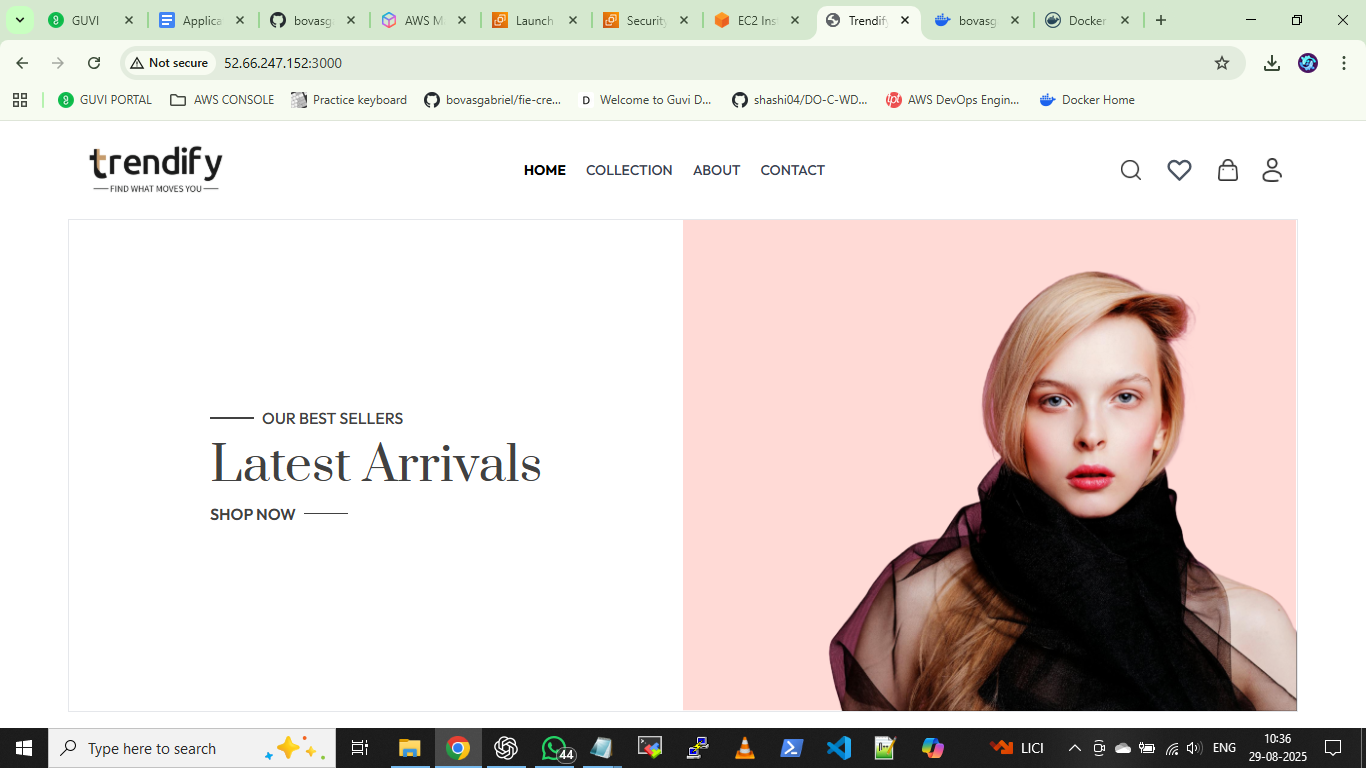 GUVI
Applica
bovasga
AWS M
Launch
Security
EC2 Ins
Trendify
bovasg
Docker
Not secure
52.66.247.152:3000
GUVI PORTAL
AWS CONSOLE
Practice keyboard
bovasgabriel/fie-cre...
D
Welcome to Guvi D...
shashi04/DO-C-WD...
AWS DevOps Engin...
Docker Home
trendify
FIND WHAT MOVES YOU
HOME
COLLECTION
ABOUT
CONTACT
OUR BEST SELLERS
Latest Arrivals
SHOP NOW
Type here to search
44
LICI
ENG
10:36
29-08-2025